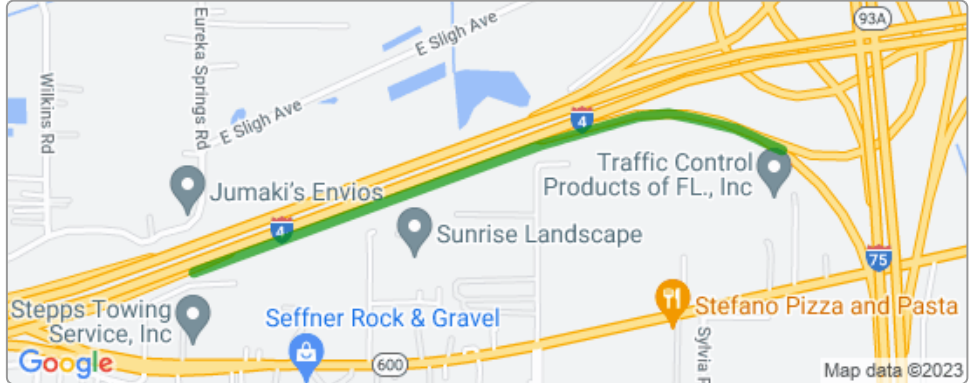 93A
Eureka Springs Rd
E Sligh Ave
Wilkins Rd
E Sligh Ave
4
Traffic Control
Products of FL., Inc
Jumaki's Envios
4
Sunrise Landscape
75
Stepps Towing
Service, Inc
Stefano Pizza and Pasta
Seffner Rock & Gravel
600
Sylvia
Google
Map data ©2023